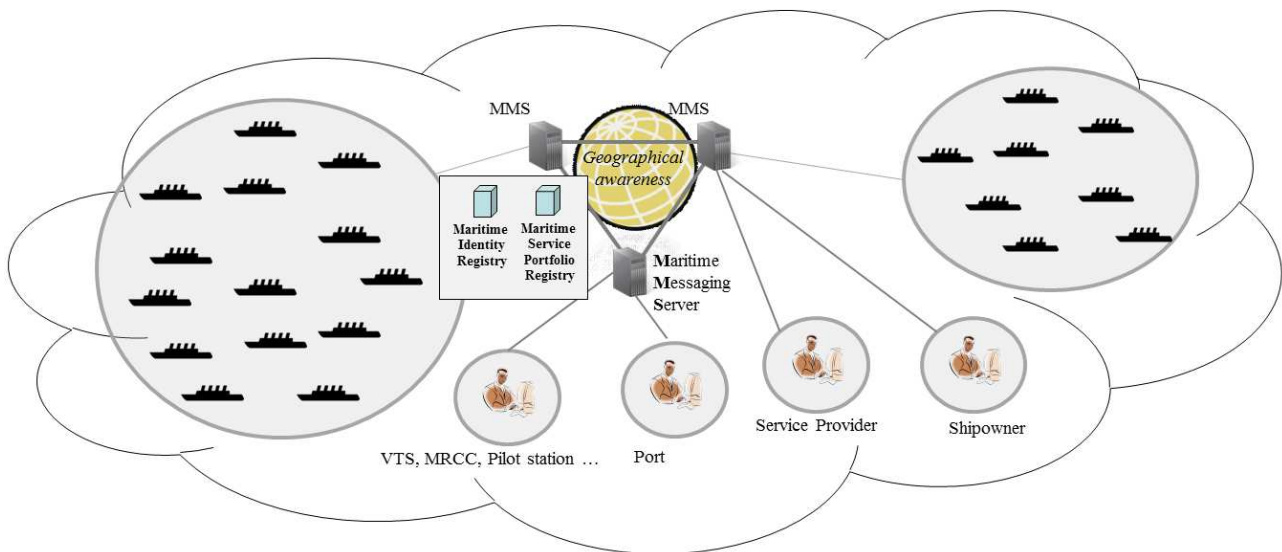 MMS
MMS
Geographical
awareness
Maritime
Identity
Registry
Maritime
Service
Portfolio
Registry
Maritime
Messaging
Server
VTS, MRCC, Pilot station …
Port
Service Provider
Shipowner